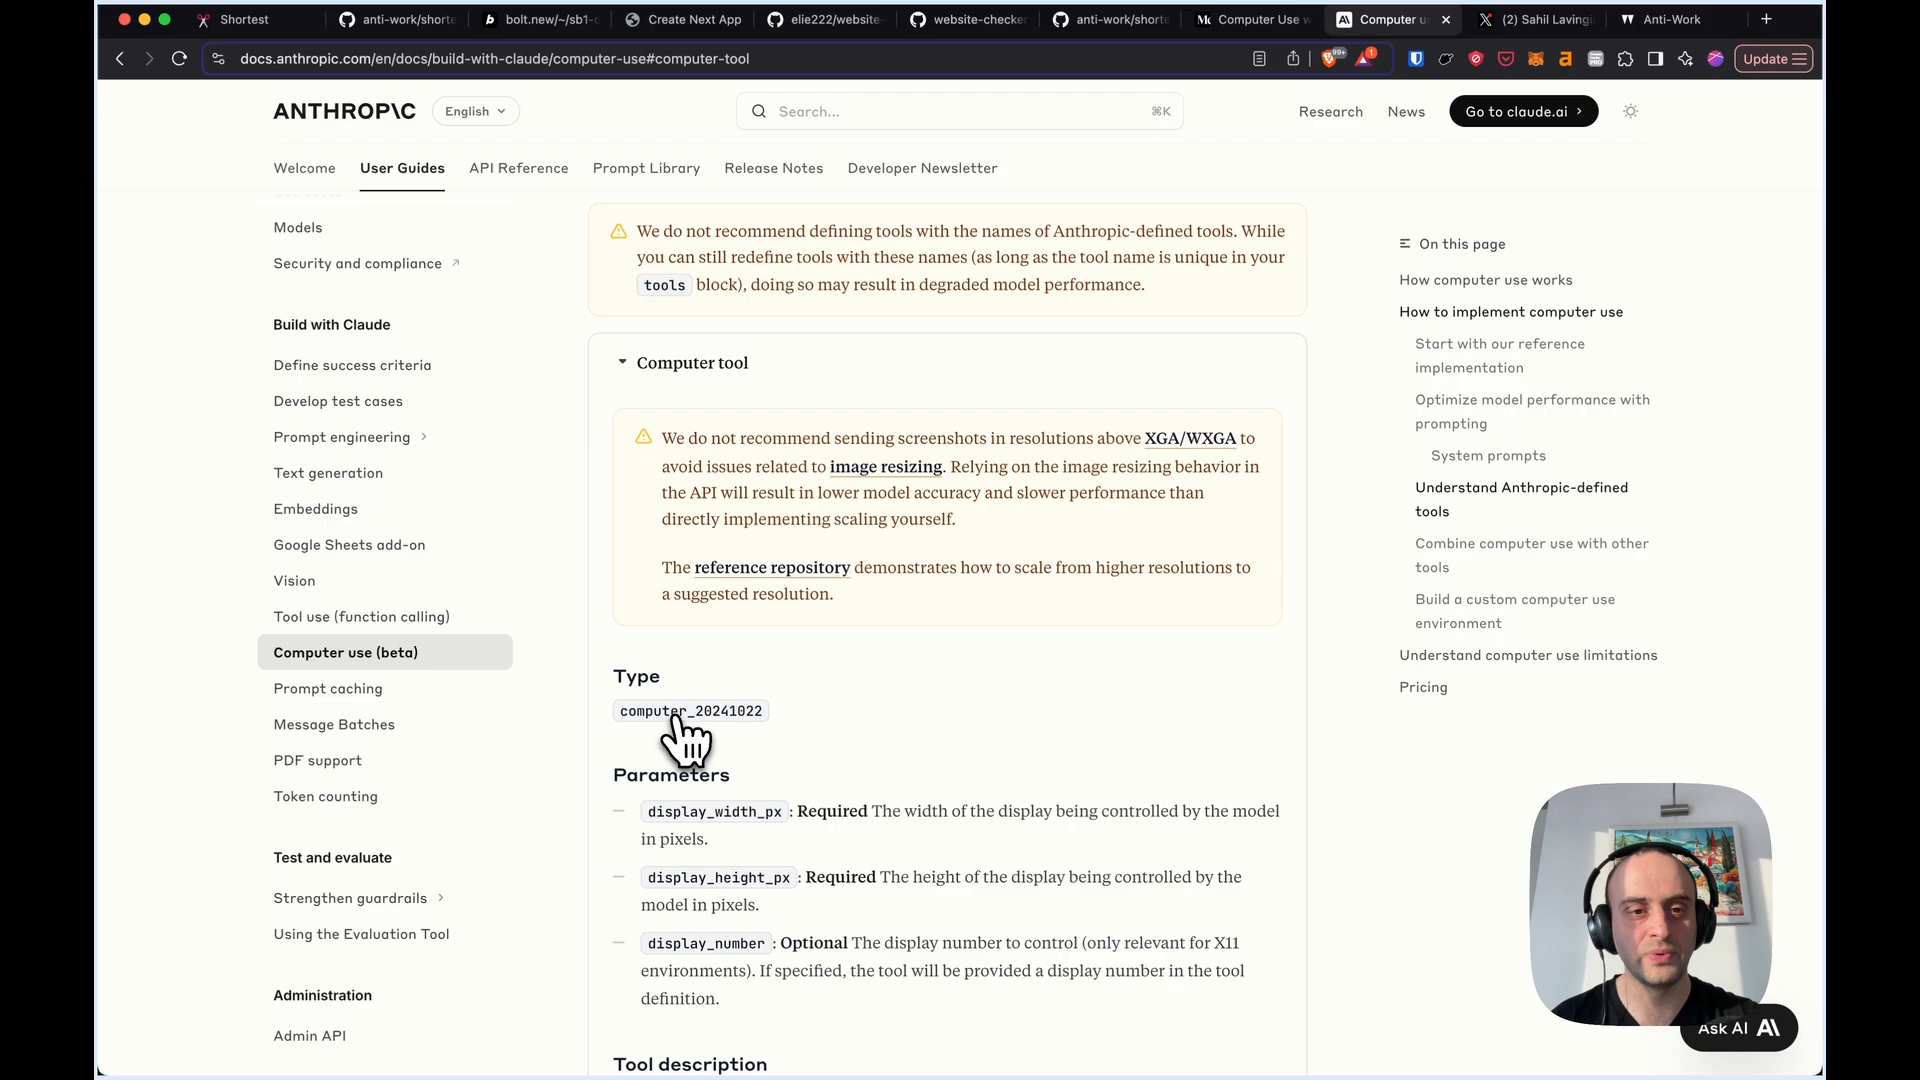 Shortest
anti-work/shorte
bolt.new/~/sb1-
Create Next App
elie222/website-
website-checker
anti-work/shorte
Computer Use w
Computer u
(2) Sahil Laving
Anti-Work
docs.anthropic.com/en/docs/build-with-claude/computer-use#computer-tool
99+
1
Update
ANTHROP\C
English
Search...
⌘K
Research
News
Go to claude.ai
Welcome
User Guides
API Reference
Prompt Library
Release Notes
Developer Newsletter
Models
Security and compliance
Build with Claude
Define success criteria
Develop test cases
Prompt engineering
Text generation
Embeddings
Google Sheets add-on
Vision
Tool use (function calling)
Computer use (beta)
Prompt caching
Message Batches
PDF support
Token counting
Test and evaluate
Strengthen guardrails
Using the Evaluation Tool
Administration
Admin API
We do not recommend defining tools with the names of Anthropic-defined tools. While
you can still redefine tools with these names (as long as the tool name is unique in your
tools block), doing so may result in degraded model performance.
Computer tool
We do not recommend sending screenshots in resolutions above XGA/WXGA to
avoid issues related to image resizing. Relying on the image resizing behavior in
the API will result in lower model accuracy and slower performance than
directly implementing scaling yourself.
The reference repository demonstrates how to scale from higher resolutions to
a suggested resolution.
Type
computer_20241022
Parameters
display_width_px: Required The width of the display being controlled by the model
in pixels.
display_height_px: Required The height of the display being controlled by the
model in pixels.
display_number: Optional The display number to control (only relevant for X11
environments). If specified, the tool will be provided a display number in the tool
definition.
Tool description
On this page
How computer use works
How to implement computer use
Start with our reference
implementation
Optimize model performance with
prompting
System prompts
Understand Anthropic-defined
tools
Combine computer use with other
tools
Build a custom computer use
environment
Understand computer use limitations
Pricing
Ask AI